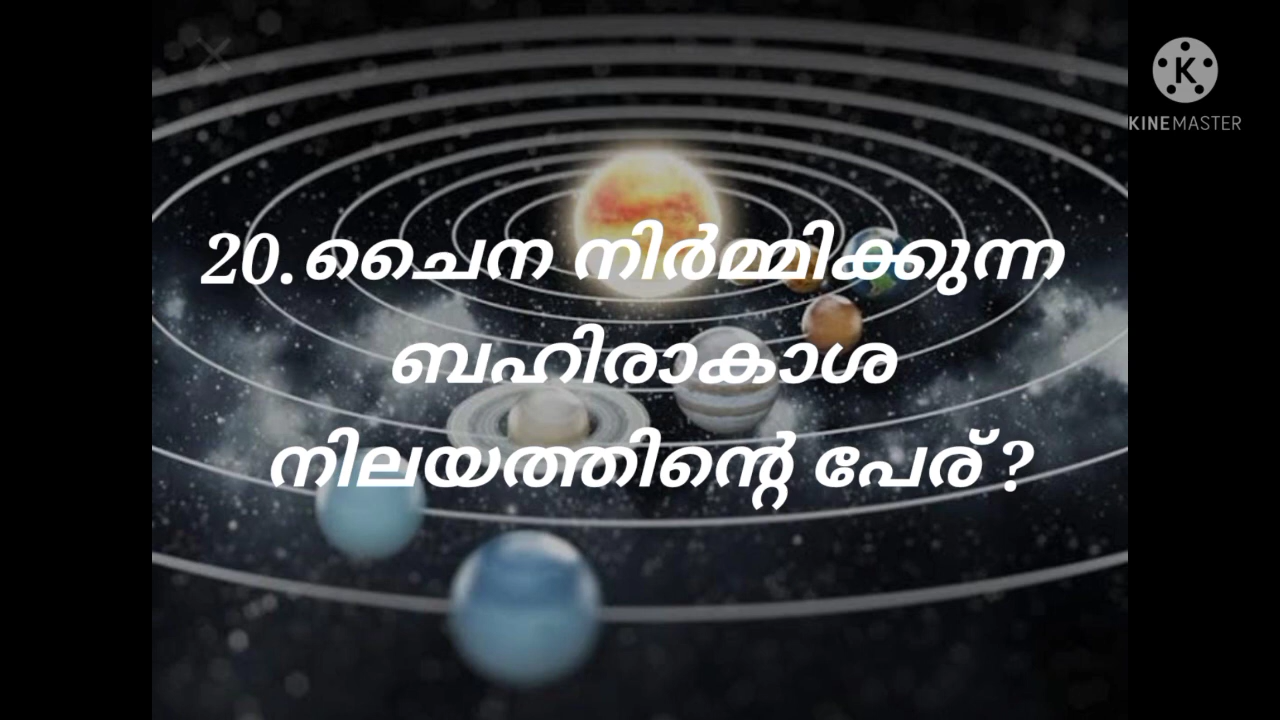 20.ചൈന നിർമ്മിക്കുന്ന
ബഹിരാകാശ
നിലയത്തിന്റെ പേര്?
K
KINEMASTER